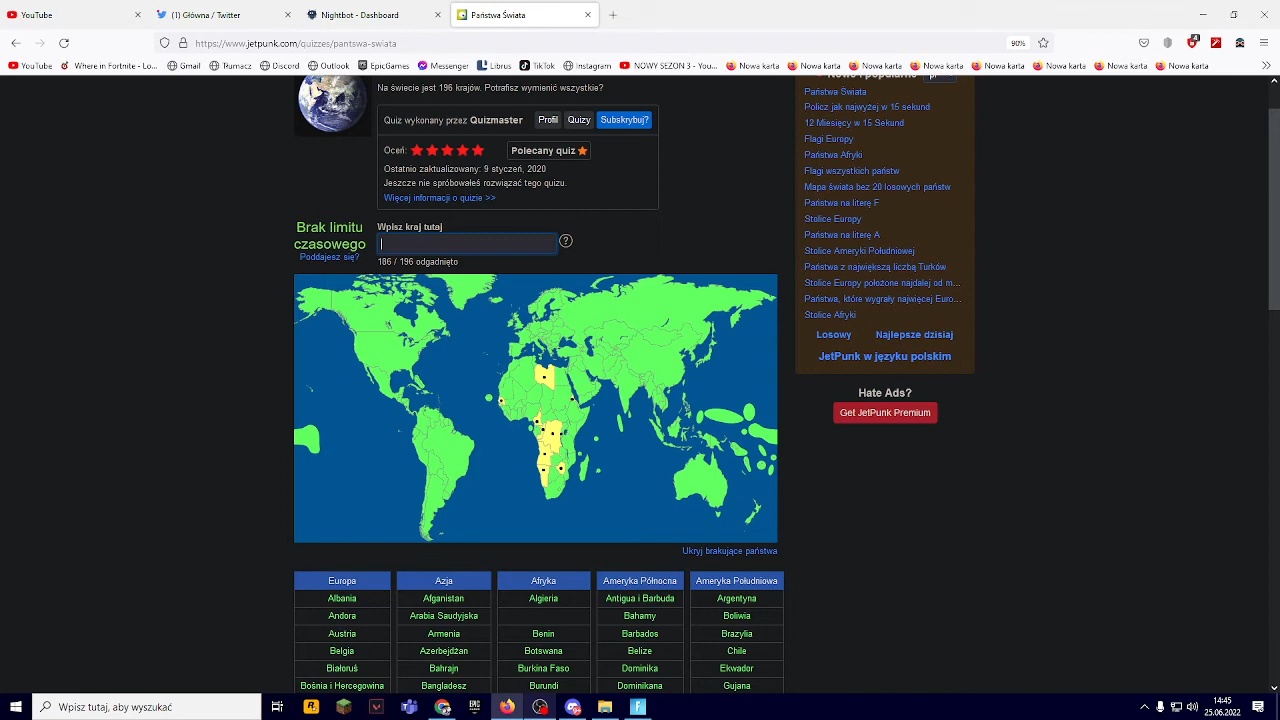 YouTube
(1) Główna / Twitter
Nightbot - Dashboard
Państwa Świata
https://www.jetpunk.com/quizzes/pantswa-swiata
90%
YouTube
Where in Fortnite - Lo...
Gmail
Rumscz
Discord
Outlook
EpicGames
Messenger
Librus
Tiktok
NOWY SEZON 3 - YOUT...
Nowa karta
Nowa karta
Nowa karta
Nowa karta
Nowa karta
Nowa karta
Nowa karta
Nowe i popularne
Na świecie jest 196 krajów. Potrafisz wymienić wszystkie?
Quiz wykonany przez Quizmaster
Profil
Quizy
Subskrybuj?
Oceń:
Polecany quiz
Ostatnio zaktualizowany: 9 styczeń, 2020
Jeszcze nie spróbowałeś rozwiązać tego quizu.
Więcej informacji o quizie >>
Brak limitu
czasowego
Poddajesz się?
Wpisz kraj tutaj
?
186 / 196 odgadnięto
Państwa Świata
Policz jak najwyżej w 15 sekund
12 Miesięcy w 15 Sekund
Flagi Europy
Państwa Afryki
Flagi wszystkich państw
Mapa świata bez 20 losowych państw
Państwa na literę F
Stolice Europy
Państwa na literę A
Stolice Ameryki Południowej
Państwa z największą liczbą Turków
Stolice Europy położone najdalej od m...
Państwa, które wygrały najwięcej Euro...
Stolice Afryki
Losowy
Najlepsze dzisiaj
JetPunk w języku polskim
Hate Ads?
Get JetPunk Premium
Ukryj brakujące państwa
Europa
Azja
Afryka
Ameryka Północna
Ameryka Południowa
Albania
Afganistan
Algieria
Antigua i Barbuda
Argentyna
Andora
Arabia Saudyjska
Bahamy
Boliwia
Austria
Armenia
Benin
Barbados
Brazylia
Belgia
Azerbejdżan
Botswana
Belize
Chile
Białoruś
Bahrajn
Burkina Faso
Dominika
Ekwador
Bośnia i Hercegowina
Bangladesz
Burundi
Dominikana
Gujana
Wpisz tutaj, aby wyszukać
14:45
25.06.2022